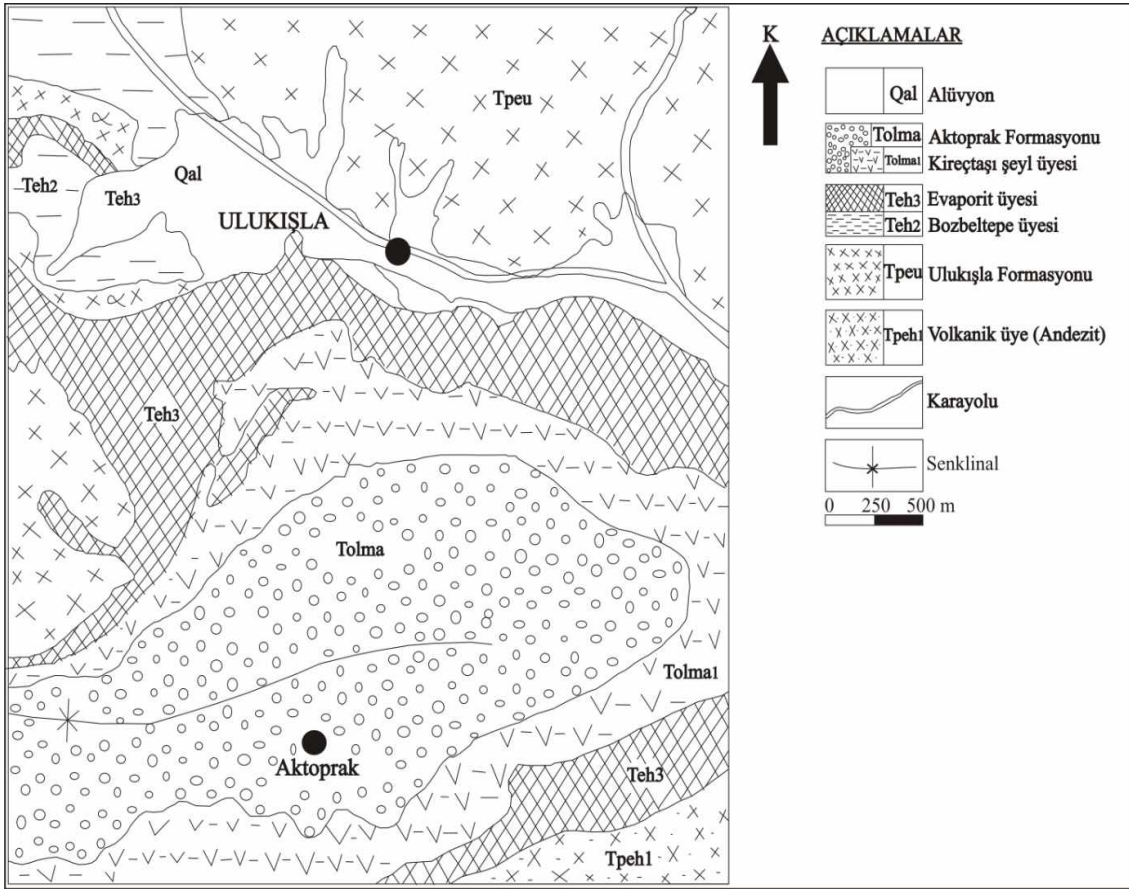 Tpeu
Qal
Teh2
Teh3
ULUKIŞLA
Teh3
Tolma
Tolma1
Aktoprak
Teh3
Tpeh1
K
AÇIKLAMALAR
Qal Alüvyon
Tolma Aktoprak Formasyonu
Tolma1 Kireçtaşı şeyl üyesi
Teh3 Evaporit üyesi
Teh2 Bozbeltepe üyesi
Tpeu Ulukışla Formasyonu
Tpeh1 Volkanik üye (Andezit)
Karayolu
Senklinal
0 250 500 m